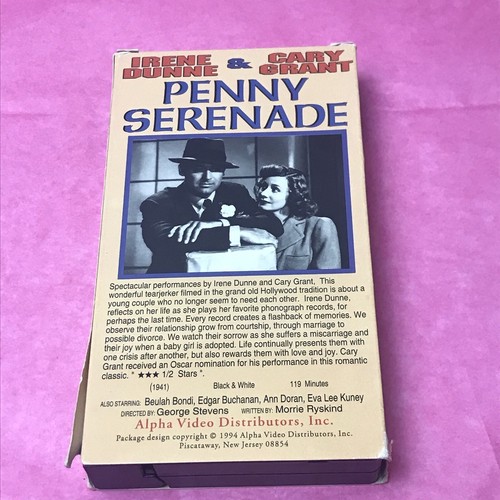 IRENE DUNNE & CARY GRANT
PENNY
SERENADE
Spectacular performances by Irene Dunne and Cary Grant, This
wonderful tearjerker filmed in the grand old Hollywood tradition is about a
young couple who no longer seem to need each other. Irene Dunne,
reflects on her life as she plays her favorite phonograph records, for
perhaps the last time. Every record creates a flashback of memories. We
observe their relationship grow from courtship, through marriage to
possible divorce. We watch their sorrow as she suffers a miscarriage and
their joy when a baby girl is adopted. Life continually presents them with
one crisis after another, but also rewards them with love and joy. Cary
Grant received an Oscar nomination for his performance in this romantic
classic. " ★★★ 1/2 Stars ".
(1941) Black & White 119 Minutes
ALSO STARRING: Beulah Bondi, Edgar Buchanan, Ann Doran, Eva Lee Kuney
DIRECTED BY: George Stevens WRITTEN BY: Morrie Ryskind
Alpha Video Distributors, Inc.
Package design copyright © 1994 Alpha Video Distributors, Inc.
Piscataway, New Jersey 08854